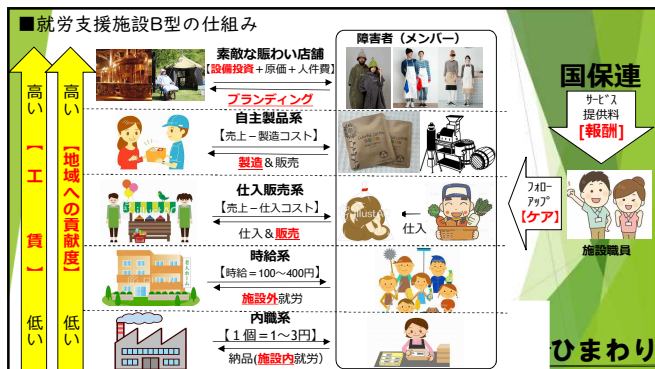 ■就労支援施設B型の仕組み
高い
【工賃】
低い
高い
【地域への貢献度】
低い
素敵な賑わい店舗
【設備投資＋原価＋人件費】
ブランディング
自主製品系
【売上－製造コスト】
製造＆販売
仕入販売系
【売上－仕入コスト】
仕入＆販売
時給系
【時給＝100～400円】
施設外就労
内職系
【１個＝1～3円】
納品(施設内就労)
老人ホーム
障害者（メンバー）
仕入
フォロー
アップ
【ケア】
国保連
ｻｰﾋﾞｽ
提供料
[報酬]
施設職員
ひまわり